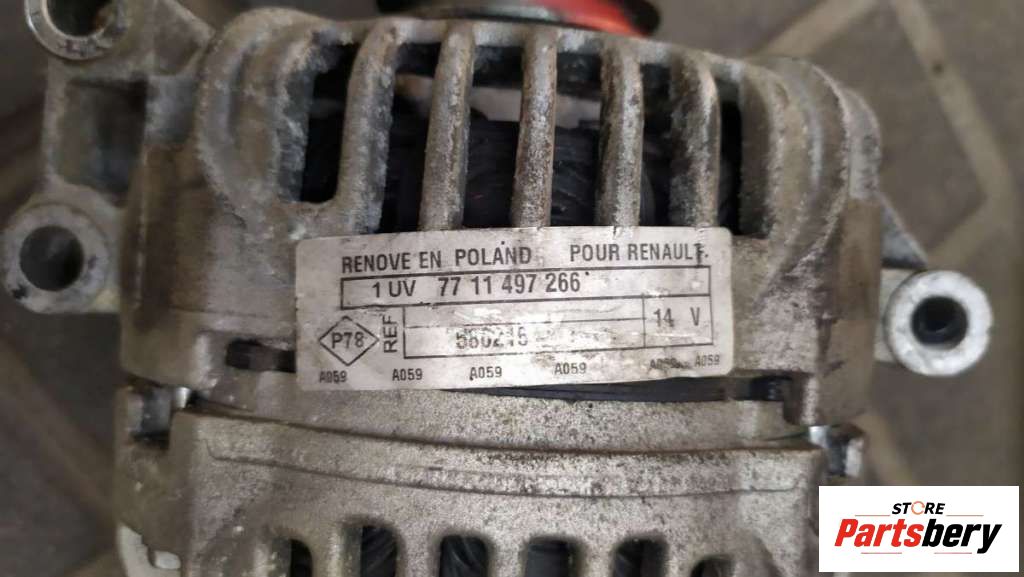 RENOVE EN POLAND POUR RENAULT.
1 UV 77 11 497 266
P78 REF 14 V
A059 A059 A059 A059 A059 A059
STORE
Partsbery